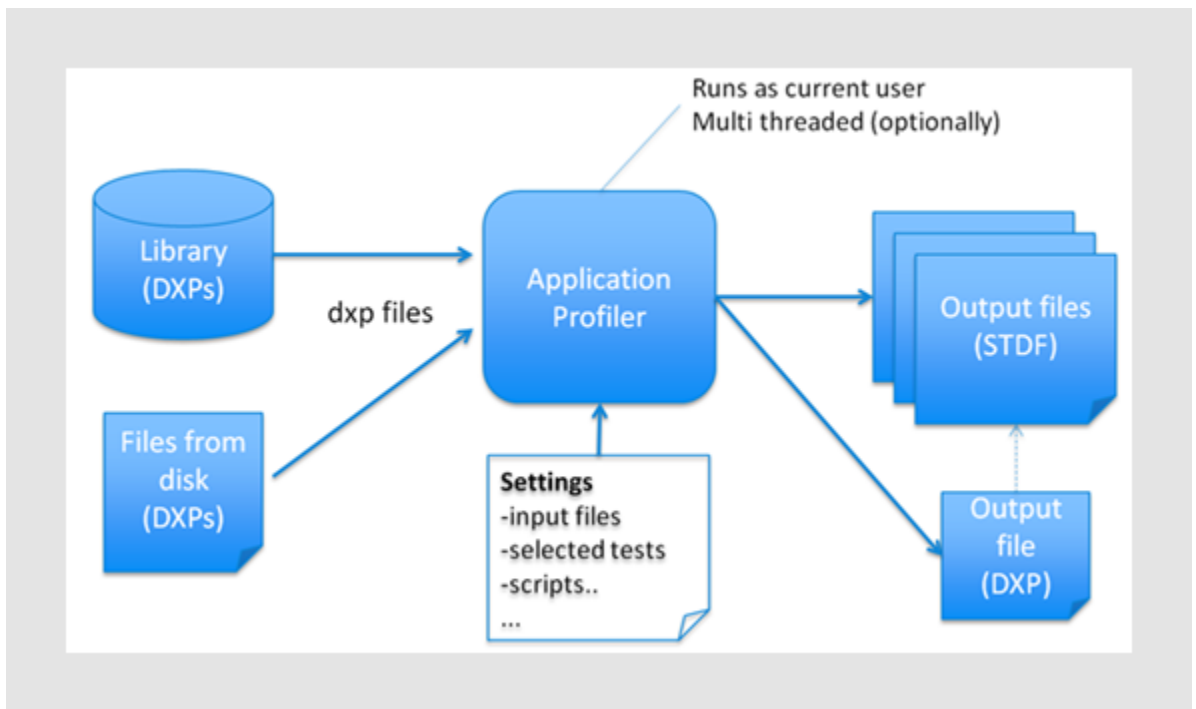 Runs as current user
Multi threaded (optionally)
Library
(DXPs)
dxp files
Application
Profiler
Output files
(STDF)
Files from
disk
(DXPs)
Settings
-input files
-selected tests
-scripts..
...
Output
file
(DXP)